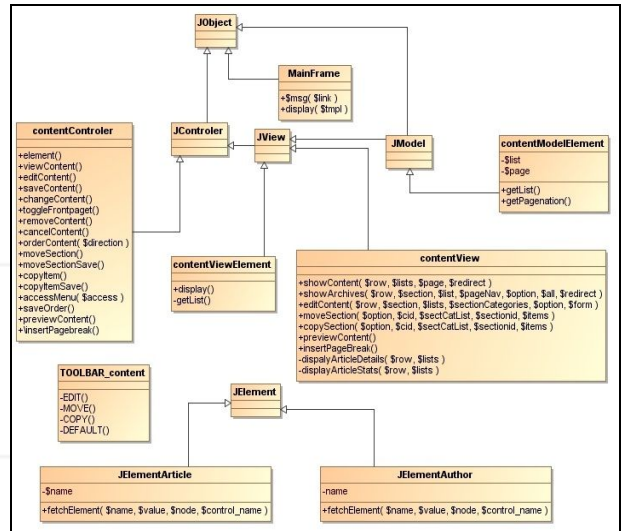 JObject
MainFrame
+$msg( $link )
+display( $tmpl )
contentControler
+element()
+viewContent()
+editContent()
+saveContent()
+changeContent()
+toggleFrontpaget()
+removeContent()
+cancelContent()
+orderContent( $direction )
+moveSection()
+moveSectionSave()
+copyItem()
+copyItemSave()
+accessMenu( $access )
+saveOrder()
+previewContent()
+\insertPagebreak()
JControler
JView
JModel
contentModelElement
-$list
-$page
+getList()
+getPagenation()
contentViewElement
+display()
-getList()
contentView
+showContent( $row, $lists, $page, $redirect )
+showArchives( $row, $section, $list, $pageNav, $option, $all, $redirect )
+editContent( $row, $section, $lists, $sectionCategories, $option, $form )
+moveSection( $option, $cid, $sectCatList, $sectionid, $items )
+copySection( $option, $cid, $sectCatList, $sectionid, $items )
+previewContent()
+insertPageBreak()
-dispalyArticleDetails( $row, $lists )
-displayArticleStats( $row, $lists )
TOOLBAR_content
-EDIT()
-MOVE()
-COPY()
-DEFAULT()
JElement
JElementArticle
-$name
+fetchElement( $name, $value, $node, $control_name )
JElementAuthor
-name
+fetchElement( $name, $value, $node, $control_name )